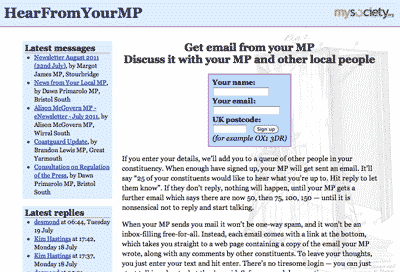 HearFromYourMP
mysociety.org
Latest messages
Newsletter August 2011
(22nd July), by Margot
James MP, Stourbridge
News from Your Local MP,
by Dawn Primarolo MP,
Bristol South
Alison McGovern MP -
eNewsletter - July 2011, by
Alison McGovern MP,
Wirral South
Coastguard Update, by
Brandon Lewis MP, Great
Yarmouth
Consultation on
Regulation of the
Press, by Dawn
Primarolo MP, Bristol
South
Latest replies
desmond at 06:44, Tuesday
19 July
Kim Hastings at 17:42,
Monday 18 July
Kim Hastings at 17:37,
Monday 18 July
Get email from your MP
Discuss it with your MP and other local people
Your name:
Your email:
UK postcode:
Sign up
(for example OX1 3DR)
If you enter your details, we'll add you to a queue of other people in your
constituency. When enough have signed up, your MP will get sent an email. It'll
say "25 of your constituents would like to hear what you're up to. Hit reply to let
them know". If they don't reply, nothing will happen, until your MP gets a
further email which says there are now 50, then 75, 100, 150 — until it is
nonsensical not to reply and start talking.
When your MP sends you mail it won't be one-way spam, and it won't be an
inbox-filling free-for-all. Instead, each email comes with a link at the bottom,
which takes you straight to a web page containing a copy of the email your MP
wrote, along with any comments by other constituents. To leave your thoughts,
you just enter your text and hit enter. There's no tiresome login — you can just